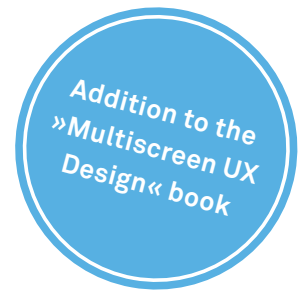 Addition to the
»Multiscreen UX
Design« book